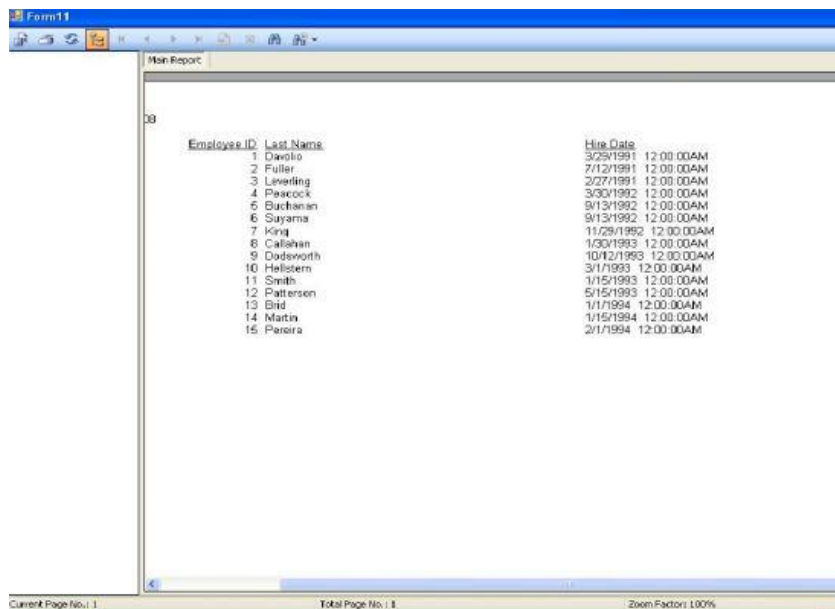 Form11
Main Report
08
Employee ID Last Name Hire Date
1 Davolio 3/29/1991 12:00:00AM
2 Fuller 7/12/1991 12:00:00AM
3 Leverling 2/27/1991 12:00:00AM
4 Peacock 3/30/1992 12:00:00AM
5 Buchanan 9/13/1992 12:00:00AM
6 Suyama 9/13/1992 12:00:00AM
7 King 11/29/1992 12:00:00AM
8 Callahan 1/30/1993 12:00:00AM
9 Dodsworth 10/12/1993 12:00:00AM
10 Hellstern 3/1/1993 12:00:00AM
11 Smith 1/15/1993 12:00:00AM
12 Patterson 5/15/1993 12:00:00AM
13 Brid 1/1/1994 12:00:00AM
14 Martin 1/15/1994 12:00:00AM
15 Pereira 2/1/1994 12:00:00AM
Current Page No.: 1 Total Page No.: 1 Zoom Factor: 100%